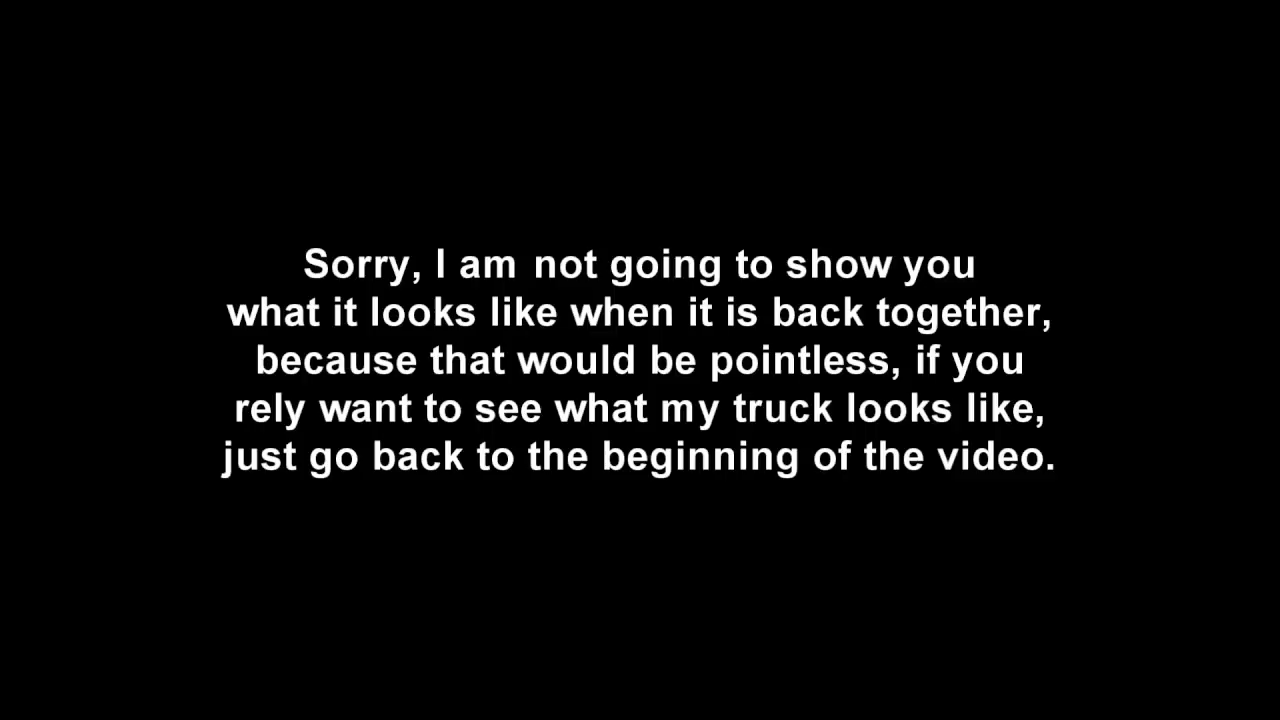 Sorry, I am not going to show you
what it looks like when it is back together,
because that would be pointless, if you
rely want to see what my truck looks like,
just go back to the beginning of the video.